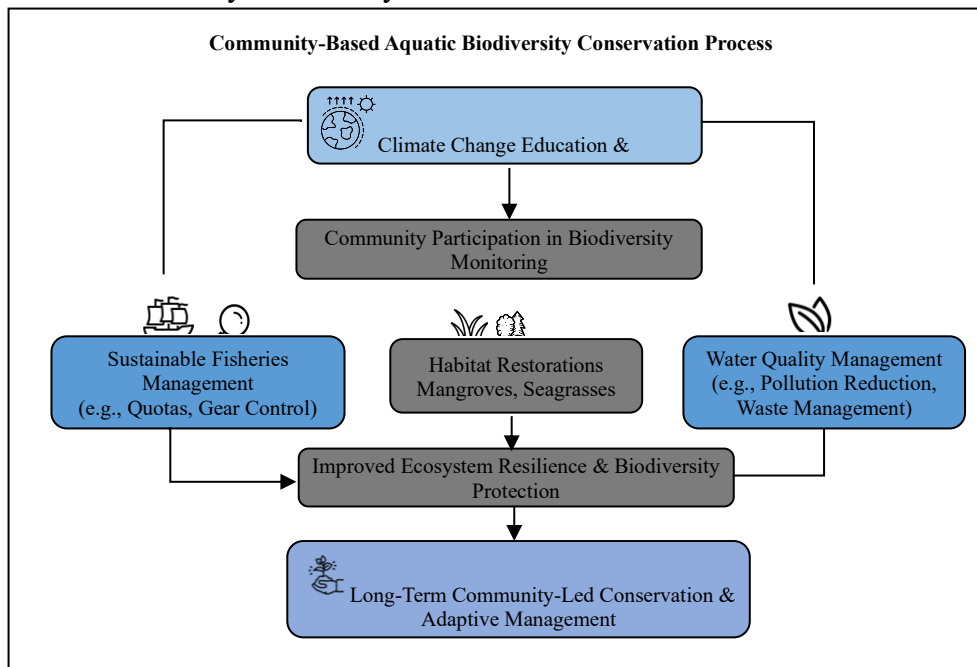 Community-Based Aquatic Biodiversity Conservation Process
Climate Change Education &
Community Participation in Biodiversity
Monitoring
Sustainable Fisheries
Management
(e.g., Quotas, Gear Control)
Habitat Restorations
Mangroves, Seagrasses
Water Quality Management
(e.g., Pollution Reduction,
Waste Management)
Improved Ecosystem Resilience & Biodiversity
Protection
Long-Term Community-Led Conservation &
Adaptive Management